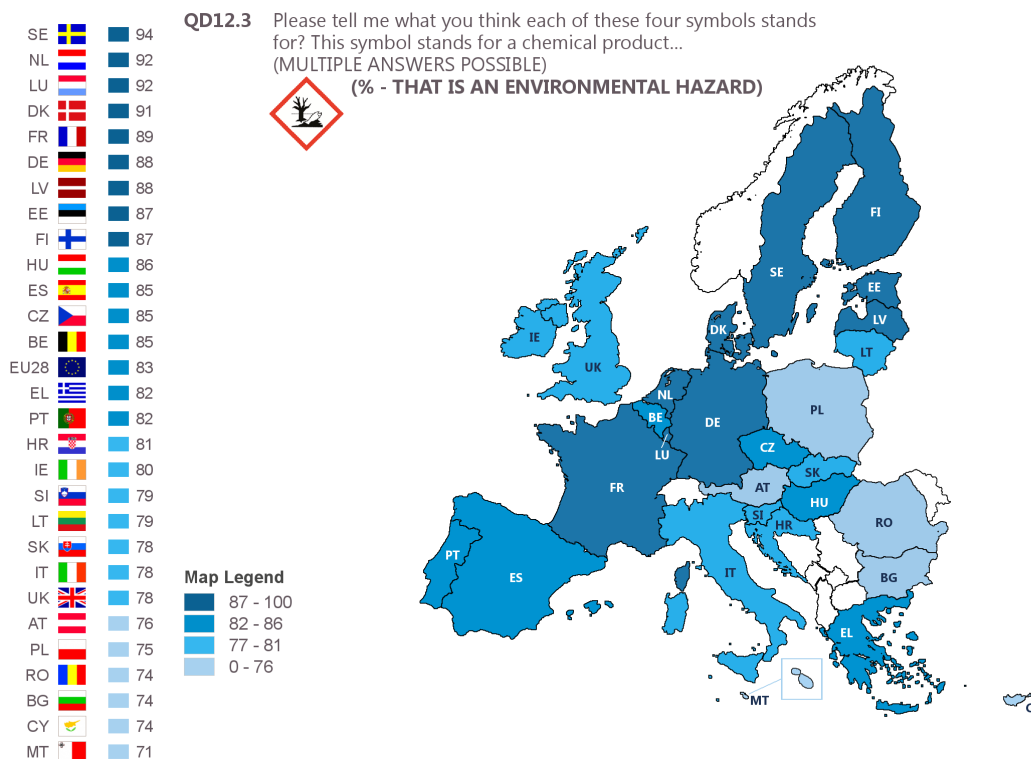 QD12.3 Please tell me what you think each of these four symbols stands
for? This symbol stands for a chemical product...
(MULTIPLE ANSWERS POSSIBLE)
(% - THAT IS AN ENVIRONMENTAL HAZARD)
SE 94
NL 92
LU 92
DK 91
FR 89
DE 88
LV 88
EE 87
FI 87
HU 86
ES 85
CZ 85
BE 85
EU28 83
EL 82
PT 82
HR 81
IE 80
SI 79
LT 79
SK 78
IT 78
UK 78
AT 76
PL 75
RO 74
BG 74
CY 74
MT 71
Map Legend
87 - 100
82 - 86
77 - 81
0 - 76
FI
SE
EE
LV
DK
LT
IE
UK
NL
PL
BE
DE
CZ
LU
SK
FR
AT
HU
SI
HR
RO
PT
IT
ES
BG
EL
MT